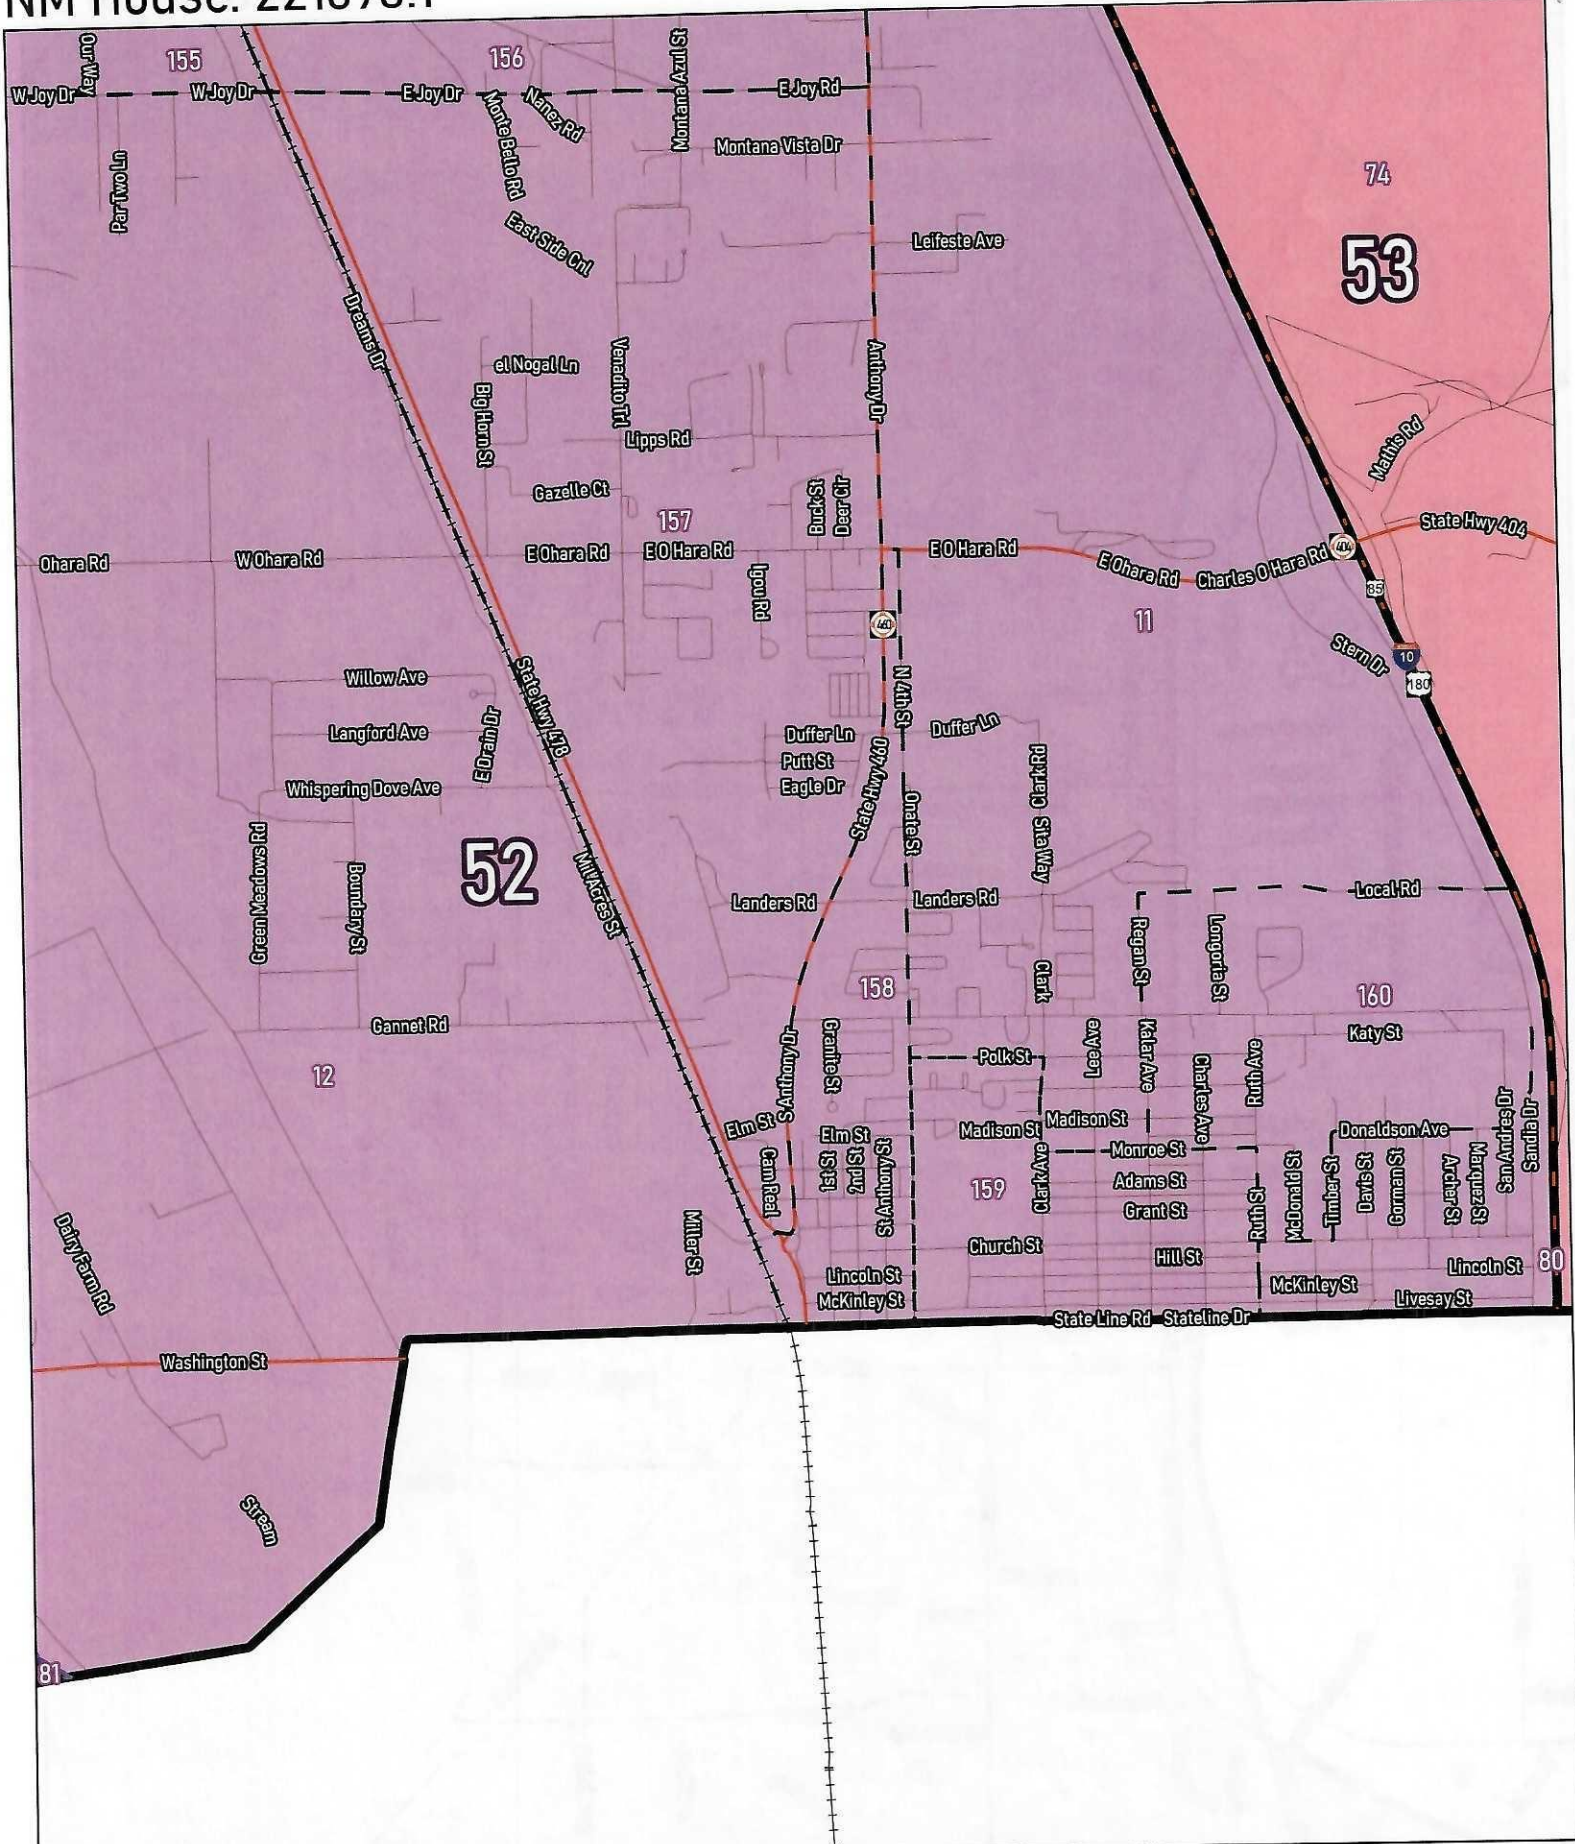 NM House: 221898.1
Our Way
155
156
Montana Azul St
W Joy Dr
W Joy Dr
E Joy Dr
E Joy Rd
Monte Bello Rd
Nanez Rd
Montana Vista Dr
Par Two Ln
74
East Side Cnl
Leifeste Ave
53
Dreams Dr
el Nogal Ln
Venadito Trl
Anthony Dr
Big Horn St
Lipps Rd
Mathis Rd
Gazelle Ct
Buck St
Deer Cir
157
State Hwy 404
Ohara Rd
W Ohara Rd
E Ohara Rd
E O Hara Rd
E O Hara Rd
E Ohara Rd
Charles O Hara Rd
404
85
Igou Rd
460
11
Stern Dr
10
180
Willow Ave
State Hwy 478
N 4th St
Langford Ave
E Drain Dr
Duffer Ln
Duffer Ln
Putt St
Eagle Dr
State Hwy 460
Clark Rd
Whispering Dove Ave
Onate St
Sita Way
Green Meadows Rd
Boundary St
52
Mil Acres St
Landers Rd
Landers Rd
Local Rd
Regan St
Longoria St
Clark
158
160
Gannet Rd
Katy St
12
S Anthony Dr
Granite St
Polk St
Lee Ave
Kalar Ave
Charles Ave
Ruth Ave
Elm St
Elm St
Madison St
Madison St
Donaldson Ave
San Andres Dr
Sandia Dr
Monroe St
Cam Real
1st St
2nd St
St Anthony St
159
Clark Ave
Adams St
Grant St
Ruth St
McDonald St
Timber St
Davis St
Gorman St
Archer St
Marquez St
Dairy Farm Rd
Miler St
Church St
Hill St
80
Lincoln St
Lincoln St
McKinley St
McKinley St
Livesay St
State Line Rd
Stateline Dr
Washington St
Stream
81